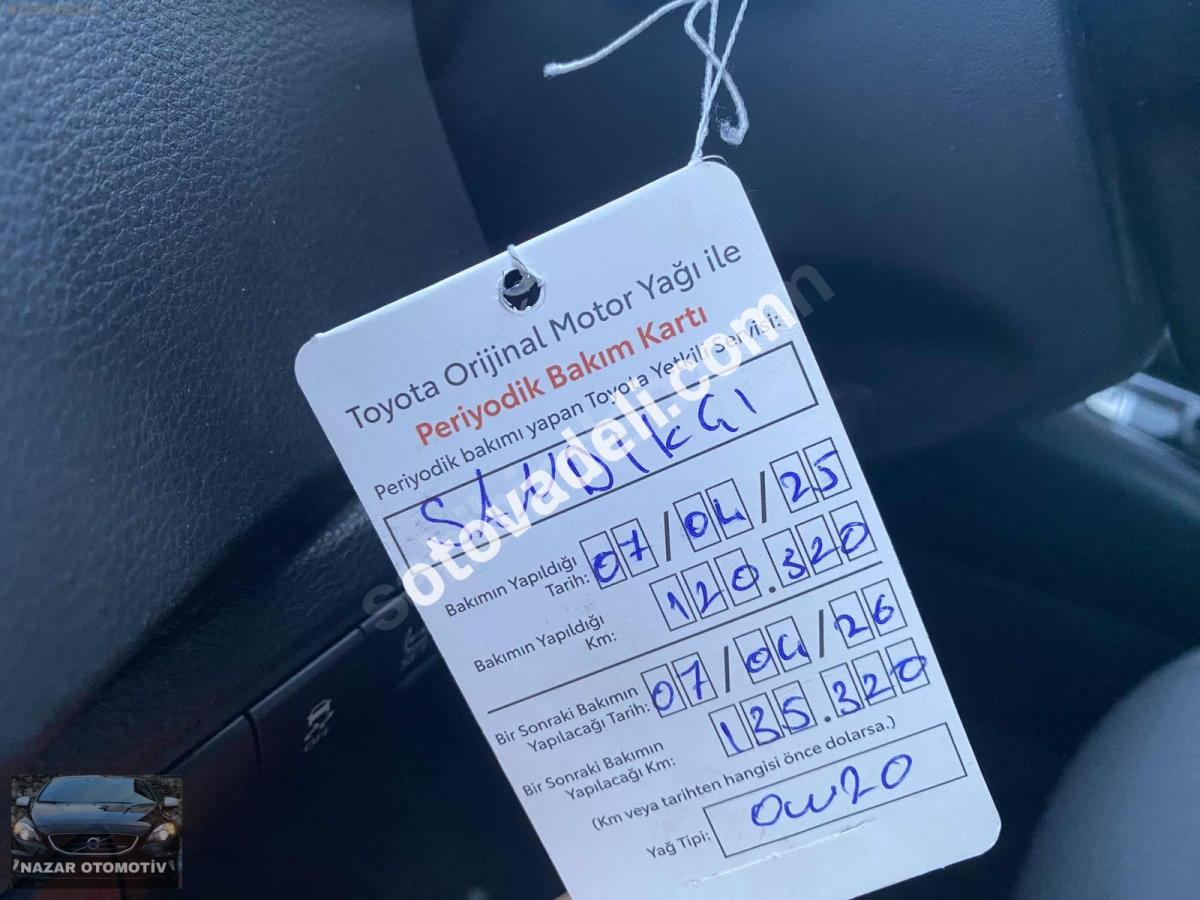 Toyota Orijinal Motor Yağı ile
Periyodik Bakım Kartı
Periyodik bakımı yapan Toyota Yetkili Servisi:
Bakımın Yapıldığı Tarih: 07/04/25
Bakımın Yapıldığı Km: 120.320
Bir Sonraki Bakımın Yapılacağı Tarih: 07/04/26
Bir Sonraki Bakımın Yapılacağı Km: 135.320
(Km veya tarihten hangisi önce dolarsa.)
Yağ Tipi: 0w20
sotovadeli.com
NAZAR OTOMOTİV